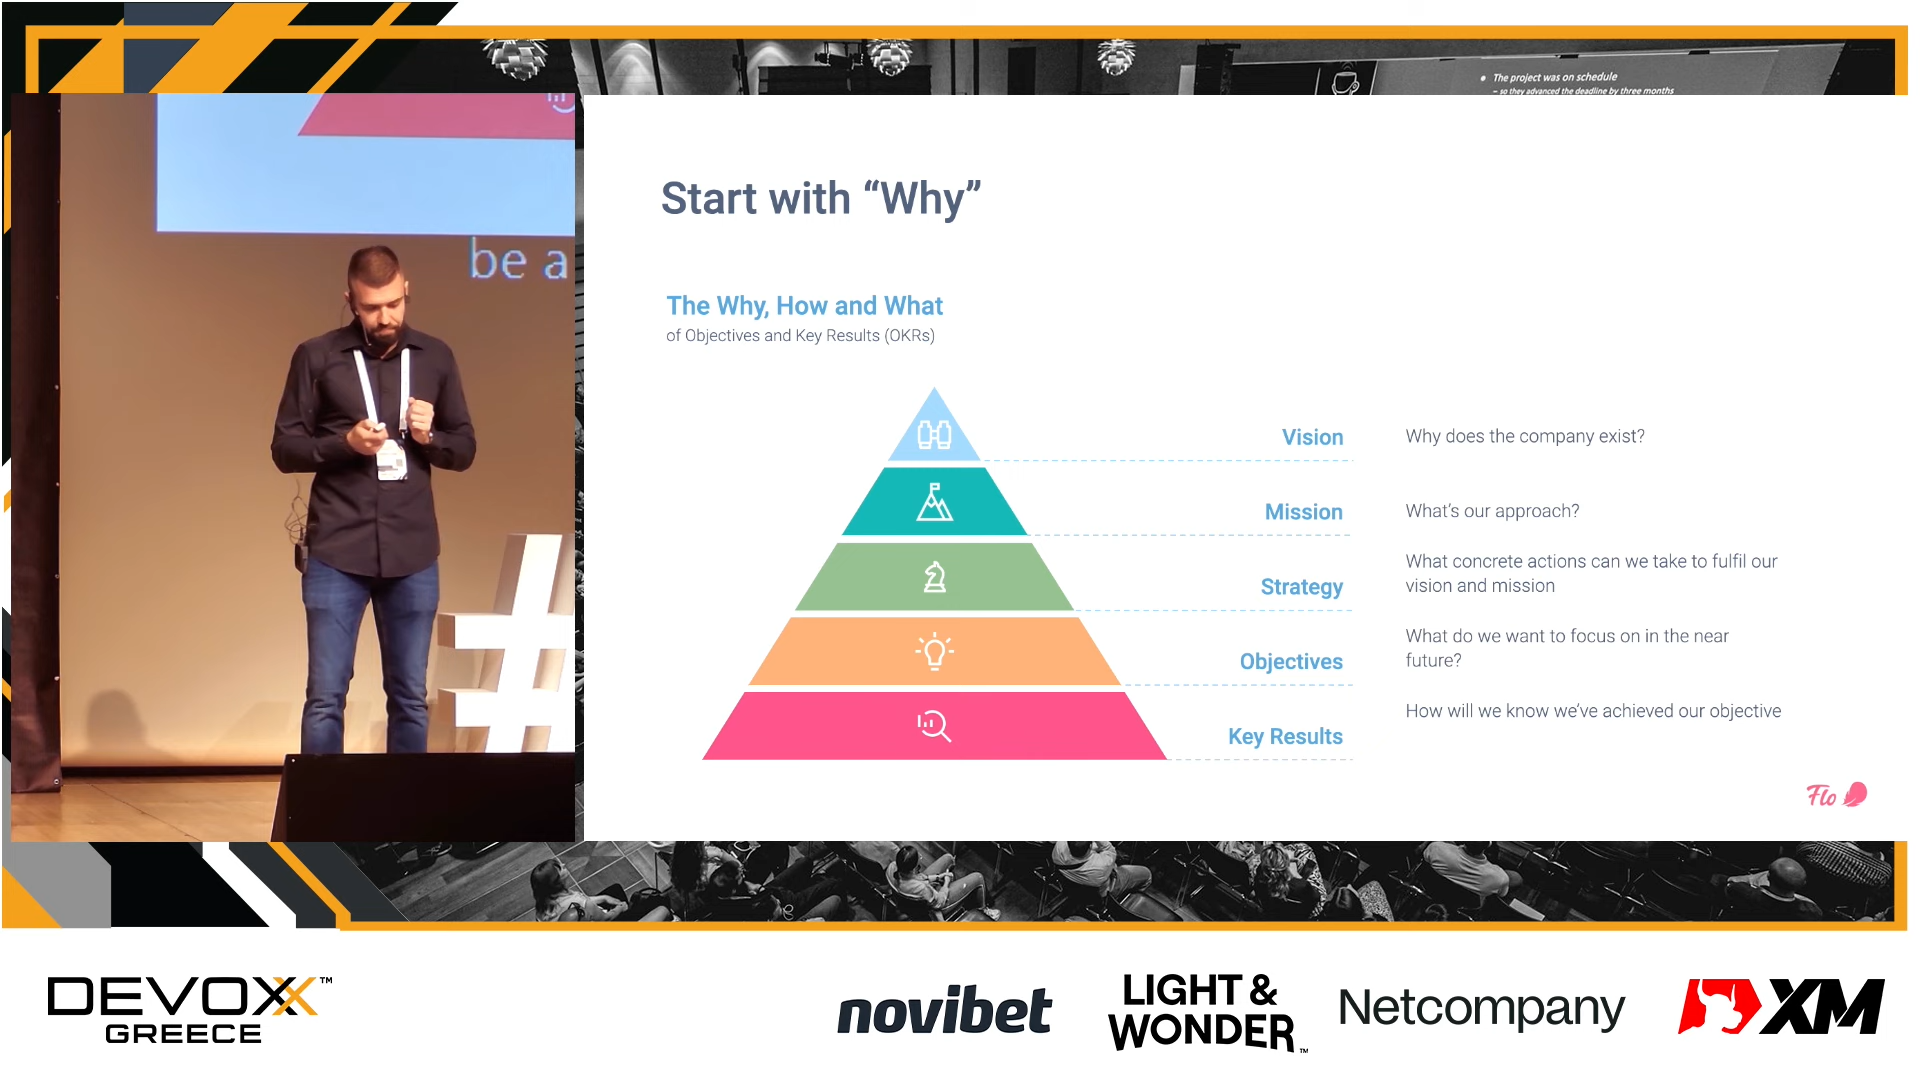 The project was on schedule
– so they advanced the deadline by three months
be a
#
Start with “Why”
The Why, How and What
of Objectives and Key Results (OKRs)
Vision
Why does the company exist?
Mission
What’s our approach?
Strategy
What concrete actions can we take to fulfil our
vision and mission
Objectives
What do we want to focus on in the near
future?
Key Results
How will we know we’ve achieved our objective
Flo
DEVOXX™
GREECE
novibet
LIGHT &
WONDER™
Netcompany
XM